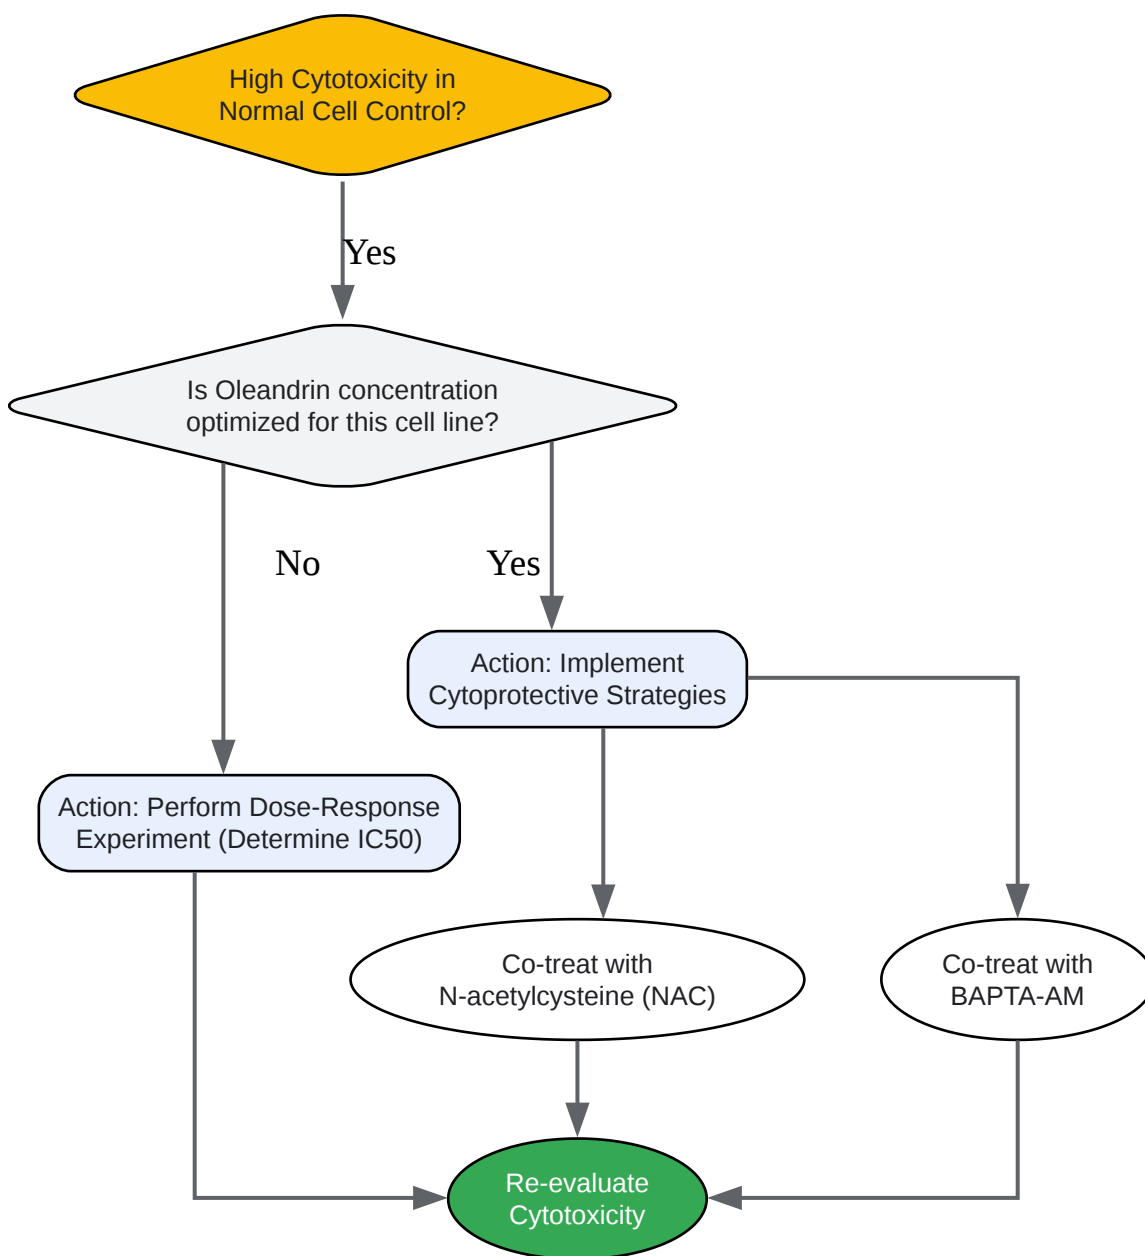 High Cytotoxicity in
Normal Cell Control?
Yes
Is Oleandrin concentration
optimized for this cell line?
No
Yes
Action: Implement
Cytoprotective Strategies
Action: Perform Dose-Response
Experiment (Determine IC50)
Co-treat with
N-acetylcysteine (NAC)
Co-treat with
BAPTA-AM
Re-evaluate
Cytotoxicity